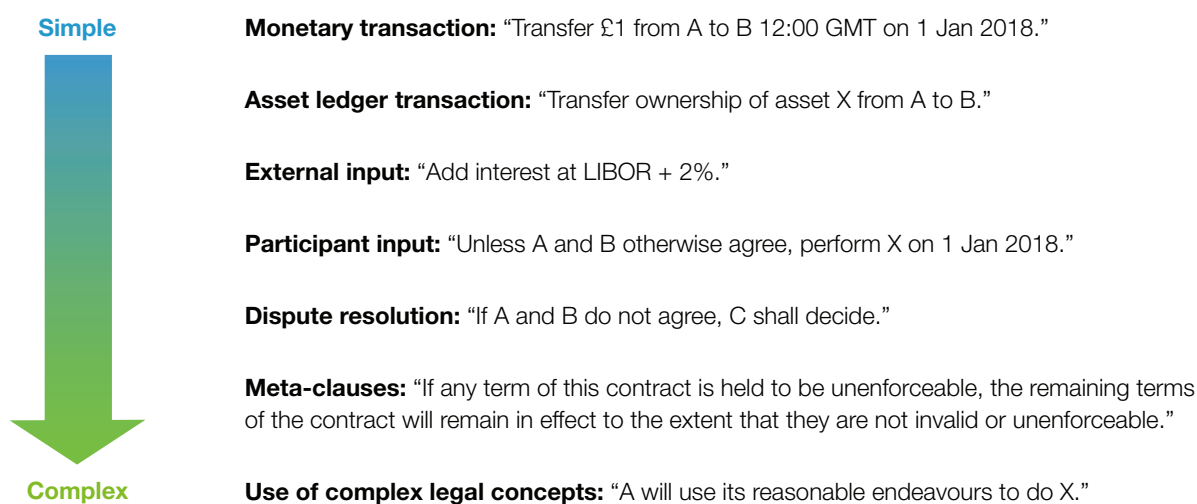 Simple
Monetary transaction: “Transfer £1 from A to B 12:00 GMT on 1 Jan 2018.”
Asset ledger transaction: “Transfer ownership of asset X from A to B.”
External input: “Add interest at LIBOR + 2%.”
Participant input: “Unless A and B otherwise agree, perform X on 1 Jan 2018.”
Dispute resolution: “If A and B do not agree, C shall decide.”
Meta-clauses: “If any term of this contract is held to be unenforceable, the remaining terms
of the contract will remain in effect to the extent that they are not invalid or unenforceable.”
Complex
Use of complex legal concepts: “A will use its reasonable endeavours to do X.”